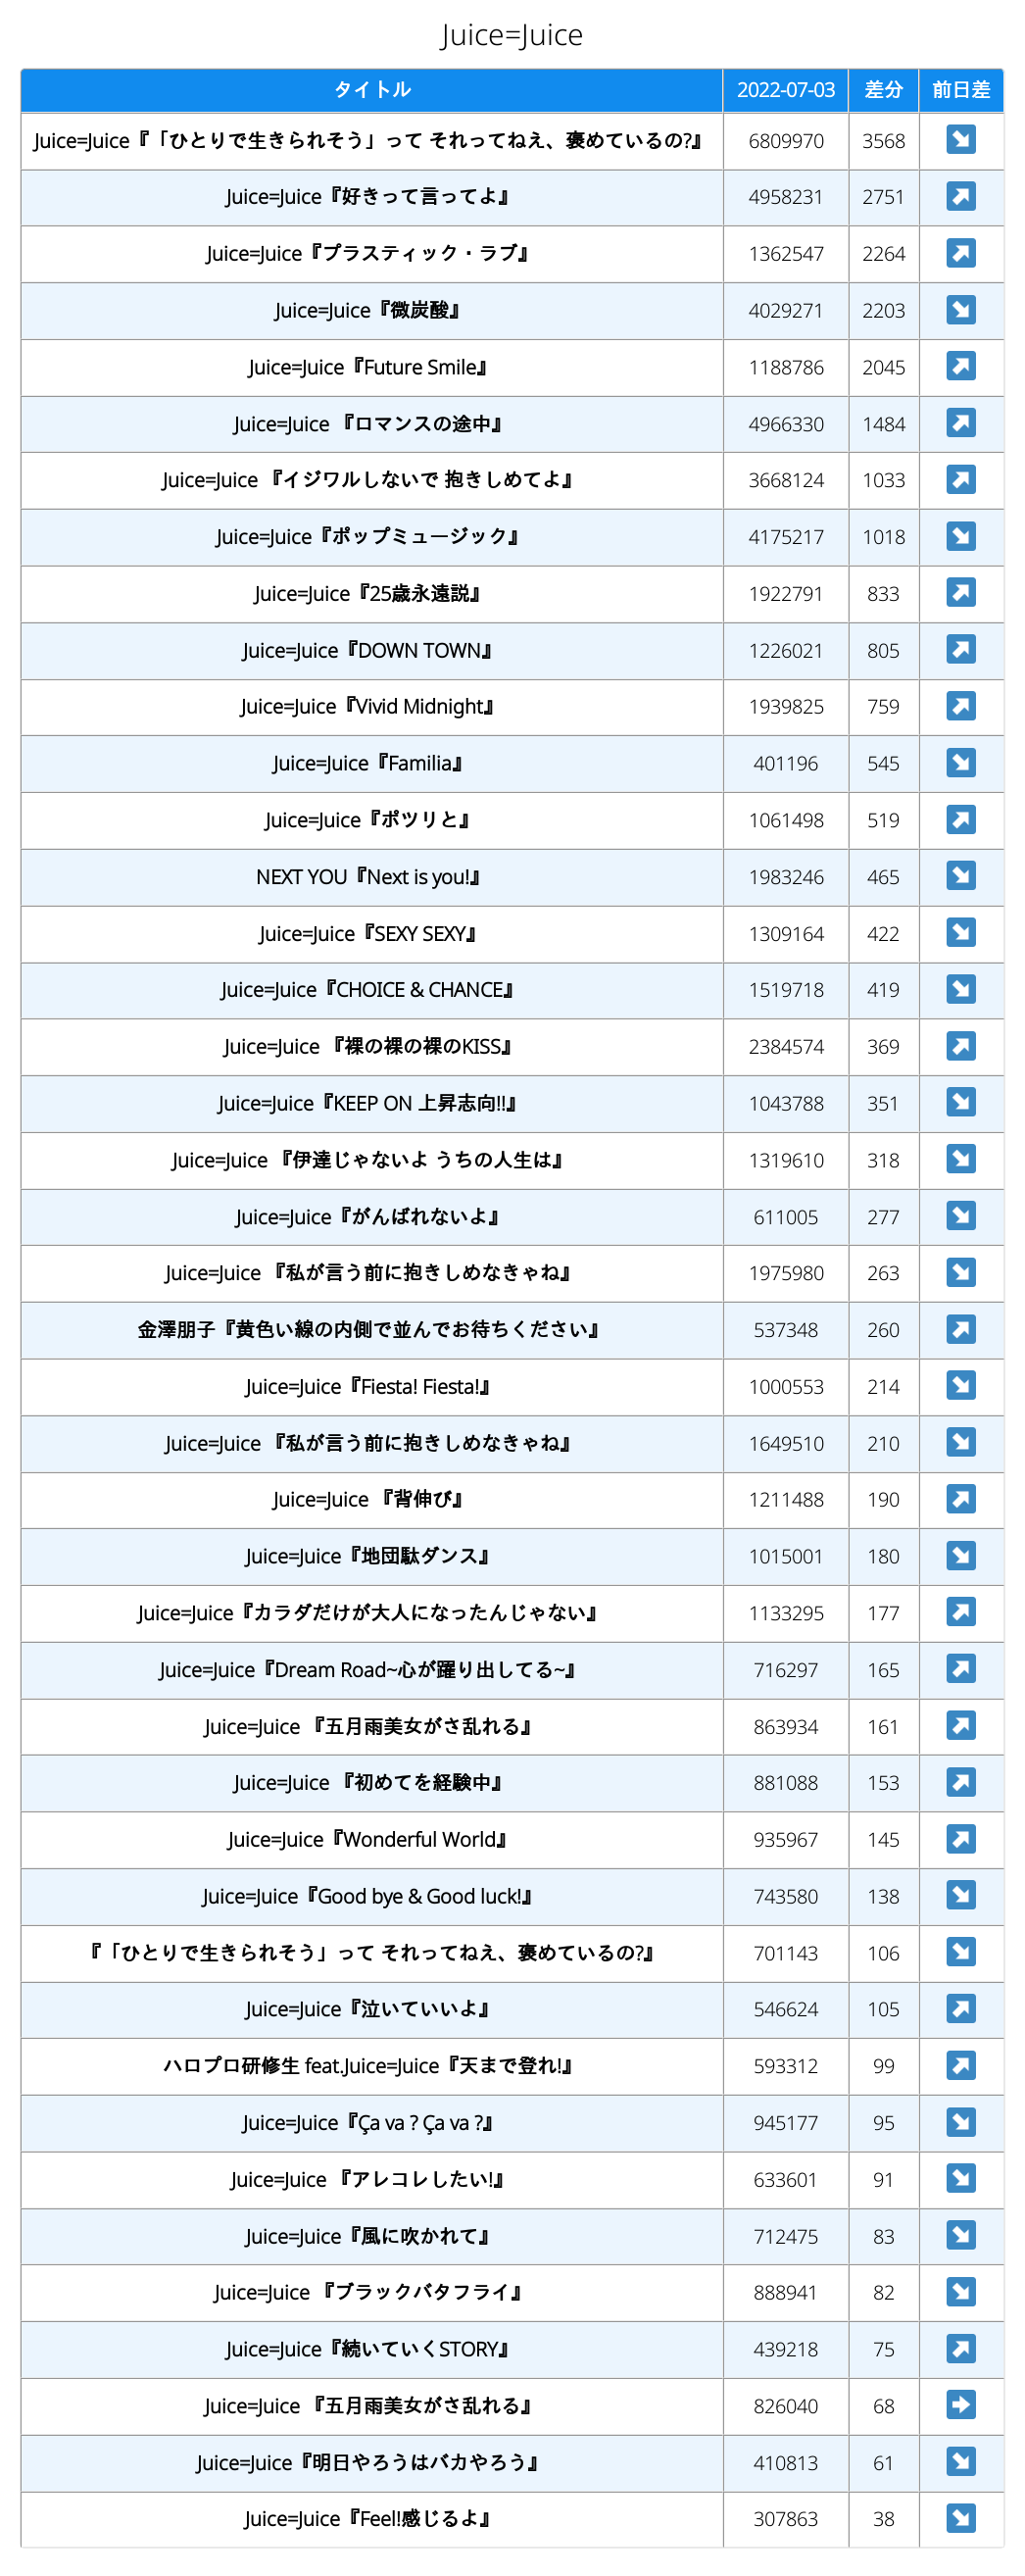 Juice=Juice
タイトル 2022-07-03 差分 前日差
Juice=Juice『「ひとりで生きられそう」って それってねえ、褒めているの?』 6809970 3568 ↘
Juice=Juice『好きって言ってよ』 4958231 2751 ↗
Juice=Juice『プラスティック・ラブ』 1362547 2264 ↗
Juice=Juice『微炭酸』 4029271 2203 ↘
Juice=Juice『Future Smile』 1188786 2045 ↗
Juice=Juice 『ロマンスの途中』 4966330 1484 ↗
Juice=Juice 『イジワルしないで 抱きしめてよ』 3668124 1033 ↗
Juice=Juice『ポップミュージック』 4175217 1018 ↘
Juice=Juice『25歳永遠説』 1922791 833 ↗
Juice=Juice『DOWN TOWN』 1226021 805 ↗
Juice=Juice『Vivid Midnight』 1939825 759 ↗
Juice=Juice『Familia』 401196 545 ↘
Juice=Juice『ポツリと』 1061498 519 ↗
NEXT YOU『Next is you!』 1983246 465 ↘
Juice=Juice『SEXY SEXY』 1309164 422 ↘
Juice=Juice『CHOICE & CHANCE』 1519718 419 ↘
Juice=Juice 『裸の裸の裸のKISS』 2384574 369 ↗
Juice=Juice『KEEP ON 上昇志向!!』 1043788 351 ↘
Juice=Juice 『伊達じゃないよ うちの人生は』 1319610 318 ↘
Juice=Juice『がんばれないよ』 611005 277 ↘
Juice=Juice 『私が言う前に抱きしめなきゃね』 1975980 263 ↘
金澤朋子『黄色い線の内側で並んでお待ちください』 537348 260 ↗
Juice=Juice『Fiesta! Fiesta!』 1000553 214 ↘
Juice=Juice 『私が言う前に抱きしめなきゃね』 1649510 210 ↘
Juice=Juice 『背伸び』 1211488 190 ↗
Juice=Juice『地団駄ダンス』 1015001 180 ↘
Juice=Juice『カラダだけが大人になったんじゃない』 1133295 177 ↗
Juice=Juice『Dream Road~心が躍り出してる~』 716297 165 ↗
Juice=Juice 『五月雨美女がさ乱れる』 863934 161 ↗
Juice=Juice 『初めてを経験中』 881088 153 ↗
Juice=Juice『Wonderful World』 935967 145 ↗
Juice=Juice『Good bye & Good luck!』 743580 138 ↘
『「ひとりで生きられそう」って それってねえ、褒めているの?』 701143 106 ↘
Juice=Juice『泣いていいよ』 546624 105 ↗
ハロプロ研修生 feat.Juice=Juice『天まで登れ!』 593312 99 ↗
Juice=Juice『Ça va ? Ça va ?』 945177 95 ↘
Juice=Juice 『アレコレしたい!』 633601 91 ↘
Juice=Juice『風に吹かれて』 712475 83 ↘
Juice=Juice 『ブラックバタフライ』 888941 82 ↘
Juice=Juice『続いていくSTORY』 439218 75 ↗
Juice=Juice 『五月雨美女がさ乱れる』 826040 68 ➡
Juice=Juice『明日やろうはバカやろう』 410813 61 ↘
Juice=Juice『Feel!感じるよ』 307863 38 ↘